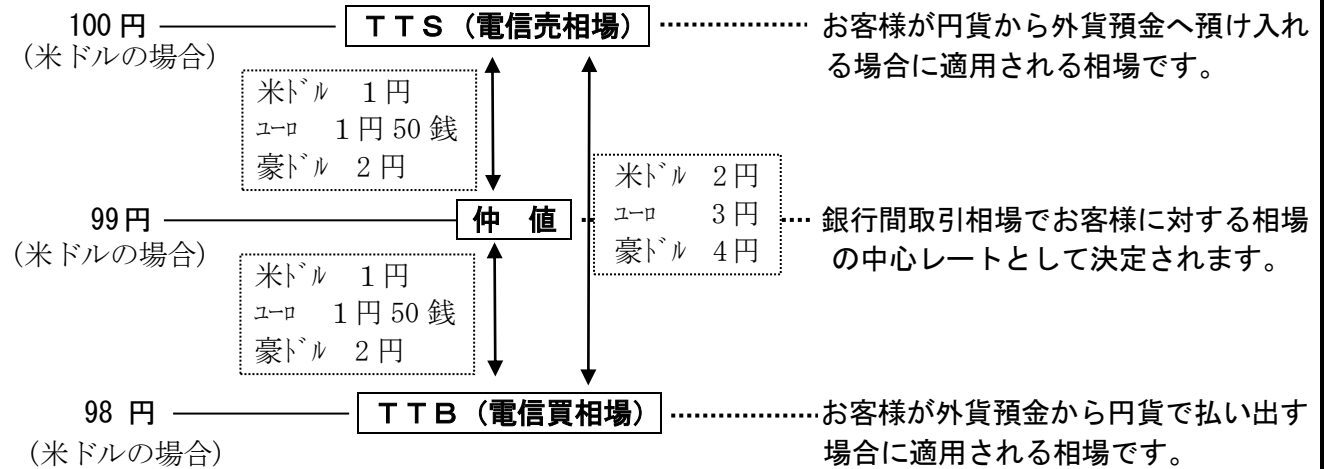 100円
(米ドルの場合)
TTS（電信売相場）
お客様が円貨から外貨預金へ預け入れ
る場合に適用される相場です。
米ﾄﾞﾙ 1円
ﾕｰﾛ 1円50銭
豪ﾄﾞﾙ 2円
米ﾄﾞﾙ 2円
ﾕｰﾛ 3円
豪ﾄﾞﾙ 4円
99円
(米ドルの場合)
仲 値
銀行間取引相場でお客様に対する相場
の中心レートとして決定されます。
米ﾄﾞﾙ 1円
ﾕｰﾛ 1円50銭
豪ﾄﾞﾙ 2円
98 円
(米ドルの場合)
TTB（電信買相場）
お客様が外貨預金から円貨で払い出す
場合に適用される相場です。